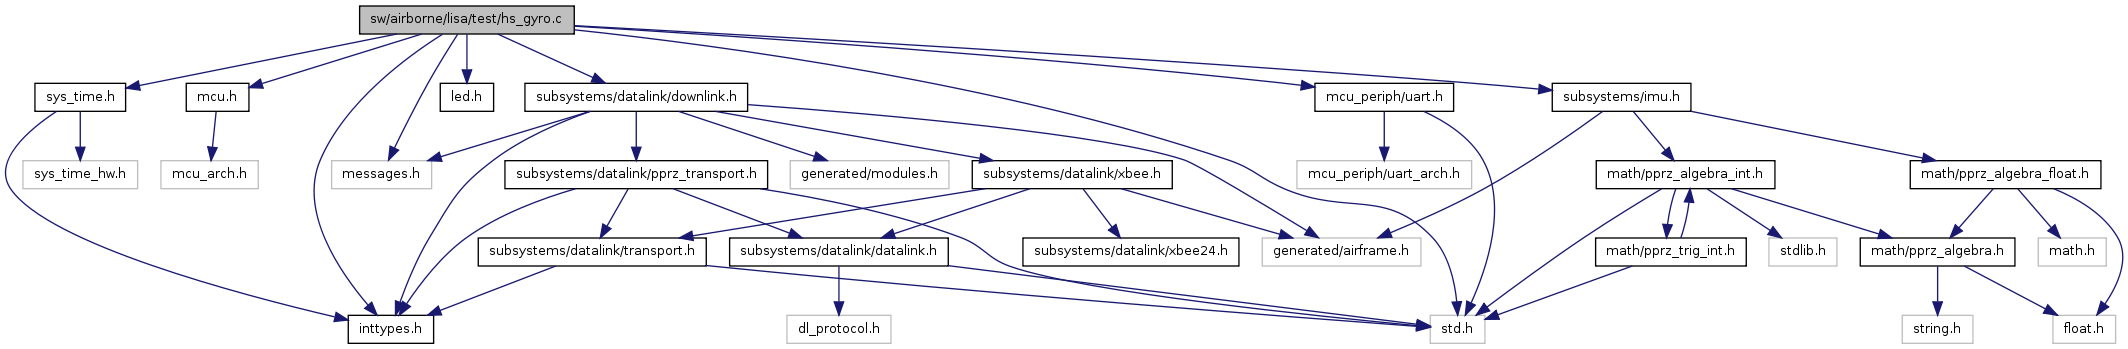 sw/airborne/lisa/test/hs_gyro.c
sys_time.h
mcu.h
led.h
subsystems/datalink/downlink.h
mcu_periph/uart.h
subsystems/imu.h
sys_time_hw.h
mcu_arch.h
messages.h
subsystems/datalink/pprz_transport.h
generated/modules.h
subsystems/datalink/xbee.h
mcu_periph/uart_arch.h
math/pprz_algebra_int.h
math/pprz_algebra_float.h
subsystems/datalink/transport.h
subsystems/datalink/datalink.h
subsystems/datalink/xbee24.h
generated/airframe.h
math/pprz_trig_int.h
stdlib.h
math/pprz_algebra.h
math.h
inttypes.h
dl_protocol.h
std.h
string.h
float.h